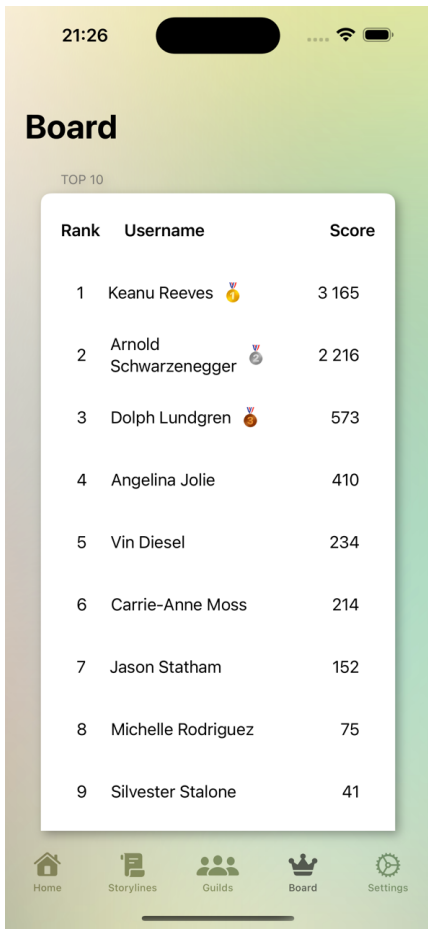 21:26
Board
TOP 10
Rank Username Score
1 Keanu Reeves 3 165
2 Arnold Schwarzenegger 2 216
3 Dolph Lundgren 573
4 Angelina Jolie 410
5 Vin Diesel 234
6 Carrie-Anne Moss 214
7 Jason Statham 152
8 Michelle Rodriguez 75
9 Silvester Stalone 41
Home Storylines Guilds Board Settings